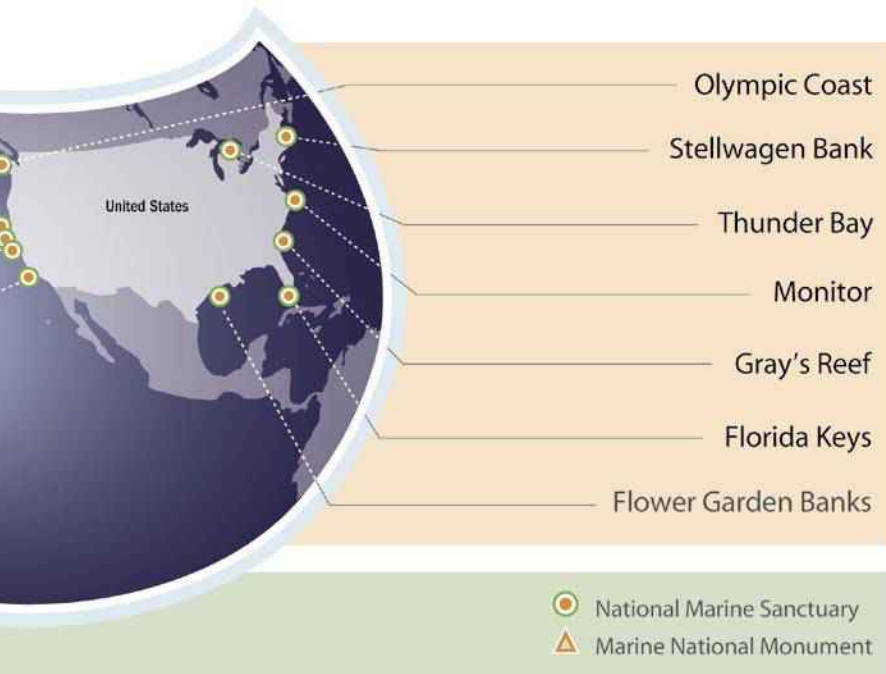 Olympic Coast
Stellwagen Bank
United States
Thunder Bay
Monitor
Gray's Reef
Florida Keys
Flower Garden Banks
National Marine Sanctuary
Marine National Monument